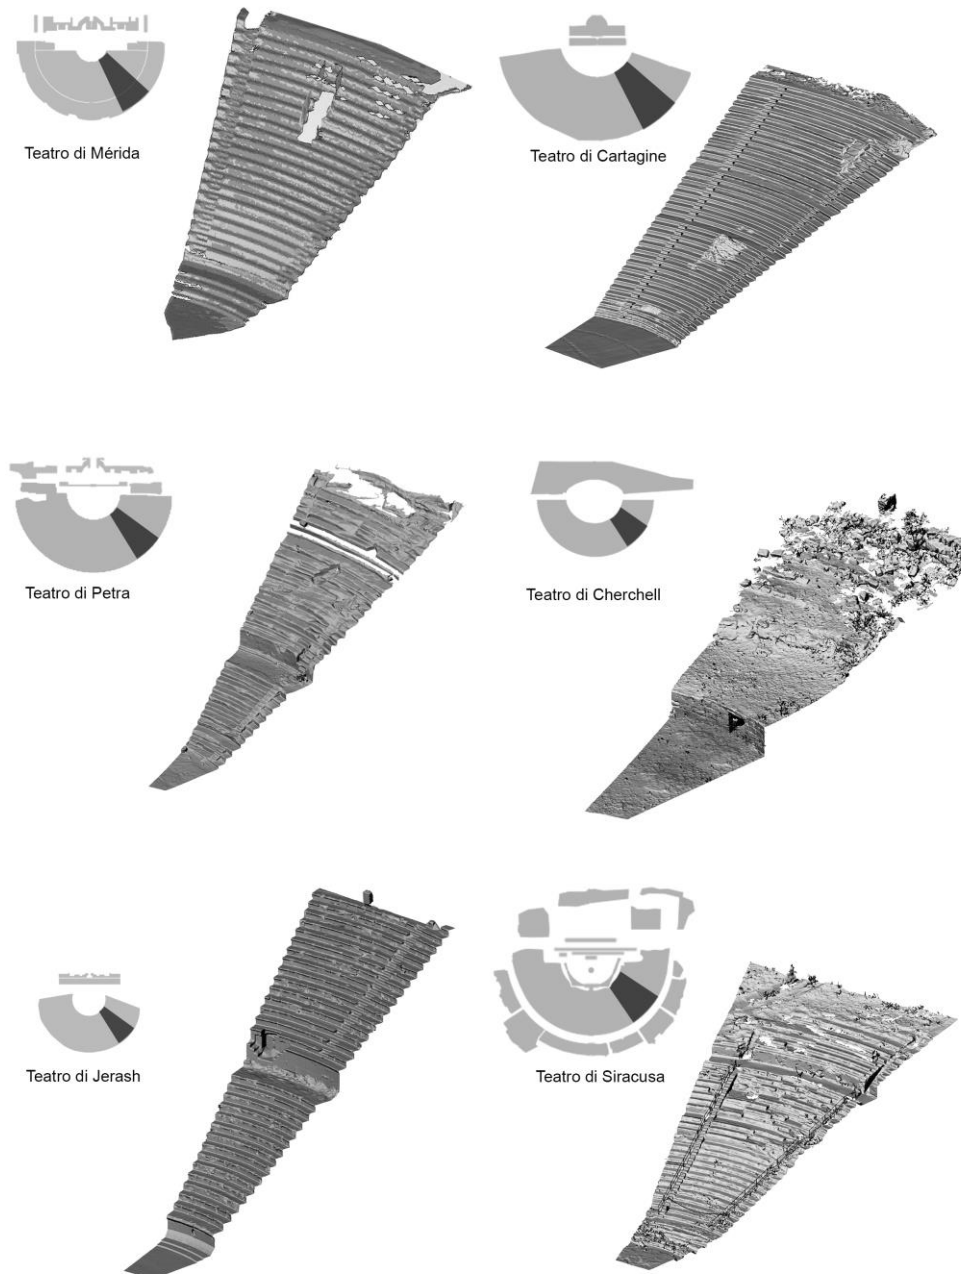 Teatro di Mérida
Teatro di Cartagine
Teatro di Petra
Teatro di Cherchell
Teatro di Jerash
Teatro di Siracusa